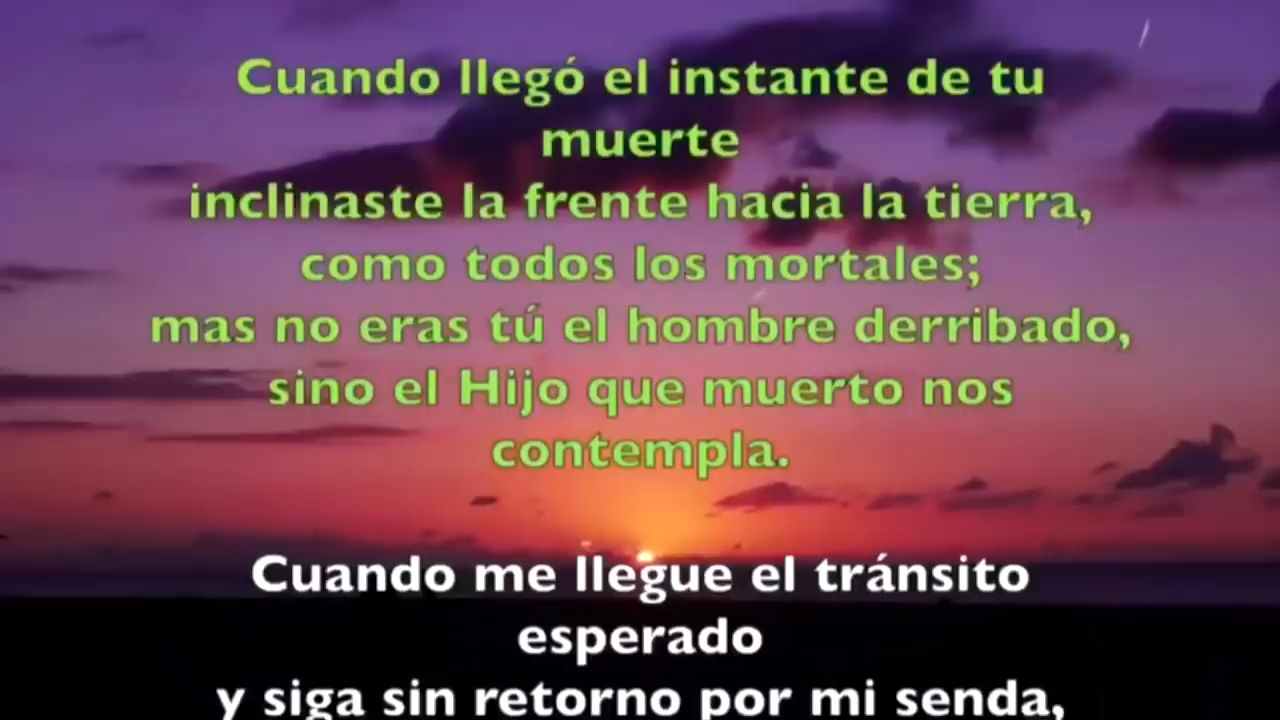 Cuando llegó el instante de tu
muerte
inclinaste la frente hacia la tierra,
como todos los mortales;
mas no eras tú el hombre derribado,
sino el Hijo que muerto nos
contempla.
Cuando me llegue el tránsito
esperado
y siga sin retorno por mi senda,